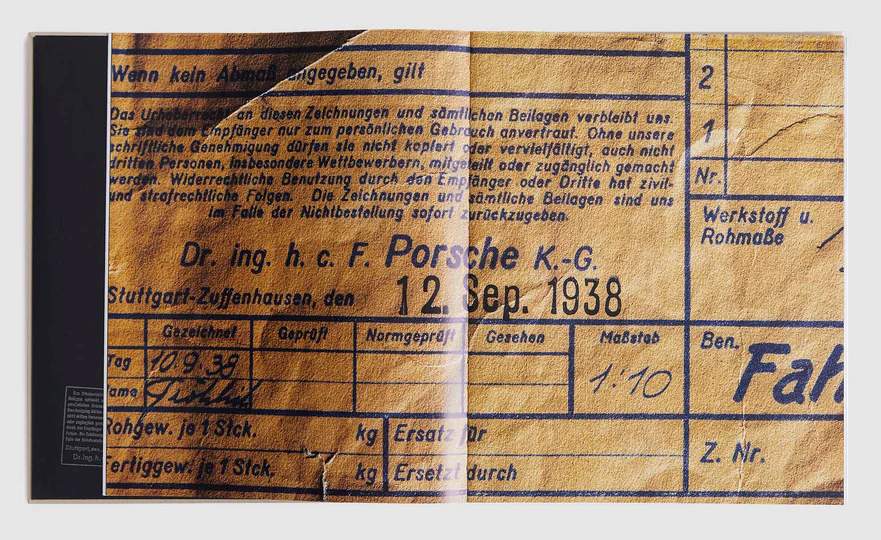 Wenn kein Abmaß angegeben, gilt
Das Urheberrecht an diesen Zeichnungen und sämtlichen Beilagen verbleibt uns.
Sie sind dem Empfänger nur zum persönlichen Gebrauch anvertraut. Ohne unsere
schriftliche Genehmigung dürfen sie nicht kopiert oder vervielfältigt, auch nicht
dritten Personen, insbesondere Wettbewerbern, mitgeteilt oder zugänglich gemacht
werden. Widerrechtliche Benutzung durch den Empfänger oder Dritte hat zivil-
und strafrechtliche Folgen. Die Zeichnungen und sämtliche Beilagen sind uns
im Falle der Nichtbestellung sofort zurückzugeben.
Dr. ing. h. c. F. Porsche K.-G.
Stuttgart-Zuffenhausen, den 12. Sep. 1938
Gezeichnet Geprüft Normgeprüft Gesehen Maßstab
Tag 10.9.38
ame Fröhlich
1:10
Rohgew. je 1 Stck. kg Ersatz für
ertiggew. je 1 Stck. kg Ersetzt durch
2
1
Nr.
Werkstoff u.
Rohmaße
Ben. Fah
Z. Nr.